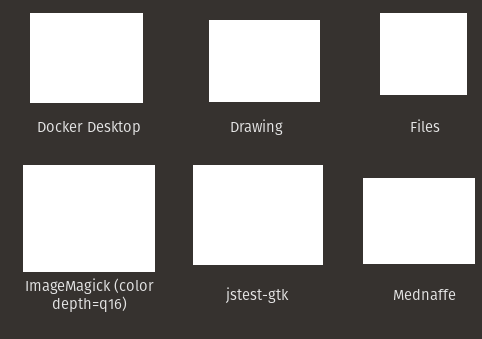 Docker Desktop
Drawing
Files
ImageMagick (color
depth=q16)
jstest-gtk
Mednaffe